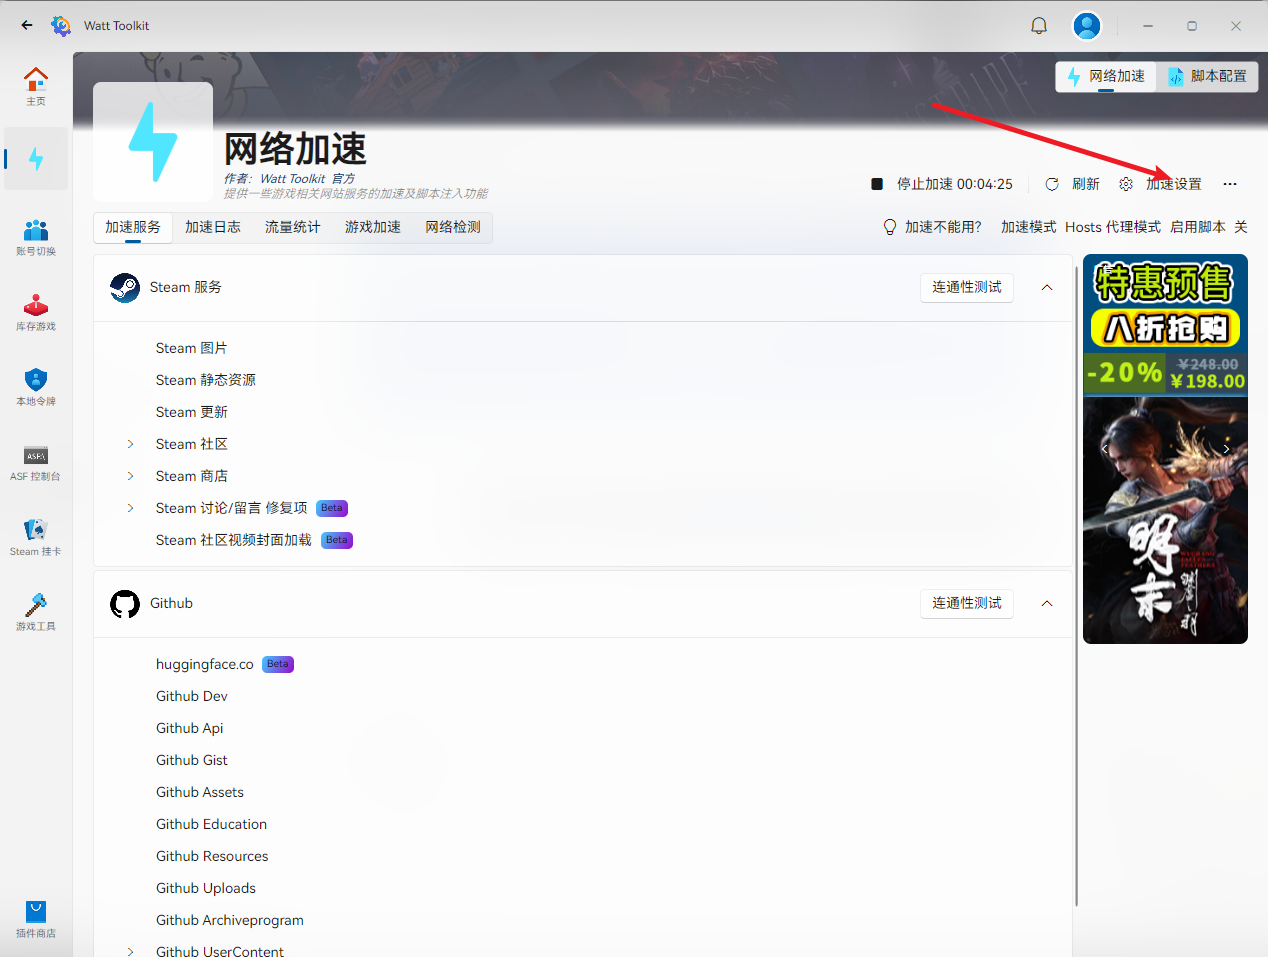 Watt Toolkit
网络加速
脚本配置
主页
网络加速
作者： Watt Toolkit 官方
提供一些游戏相关网站服务的加速及脚本注入功能
停止加速 00:04:25
刷新
加速设置
加速服务
加速日志
流量统计
游戏加速
网络检测
加速不能用？
加速模式
Hosts 代理模式
启用脚本
关
账号切换
库存游戏
本地令牌
ASF:\
ASF 控制台
Steam 挂卡
游戏工具
插件商店
Steam 服务
连通性测试
Steam 图片
Steam 静态资源
Steam 更新
Steam 社区
Steam 商店
Steam 讨论/留言 修复项 Beta
Steam 社区视频封面加载 Beta
Github
连通性测试
huggingface.co Beta
Github Dev
Github Api
Github Gist
Github Assets
Github Education
Github Resources
Github Uploads
Github Archiveprogram
Github UserContent
特惠预售
八折抢购
-20%
¥248.00
¥198.00
明末
WUCHANG
FALLEN
FEATHERS